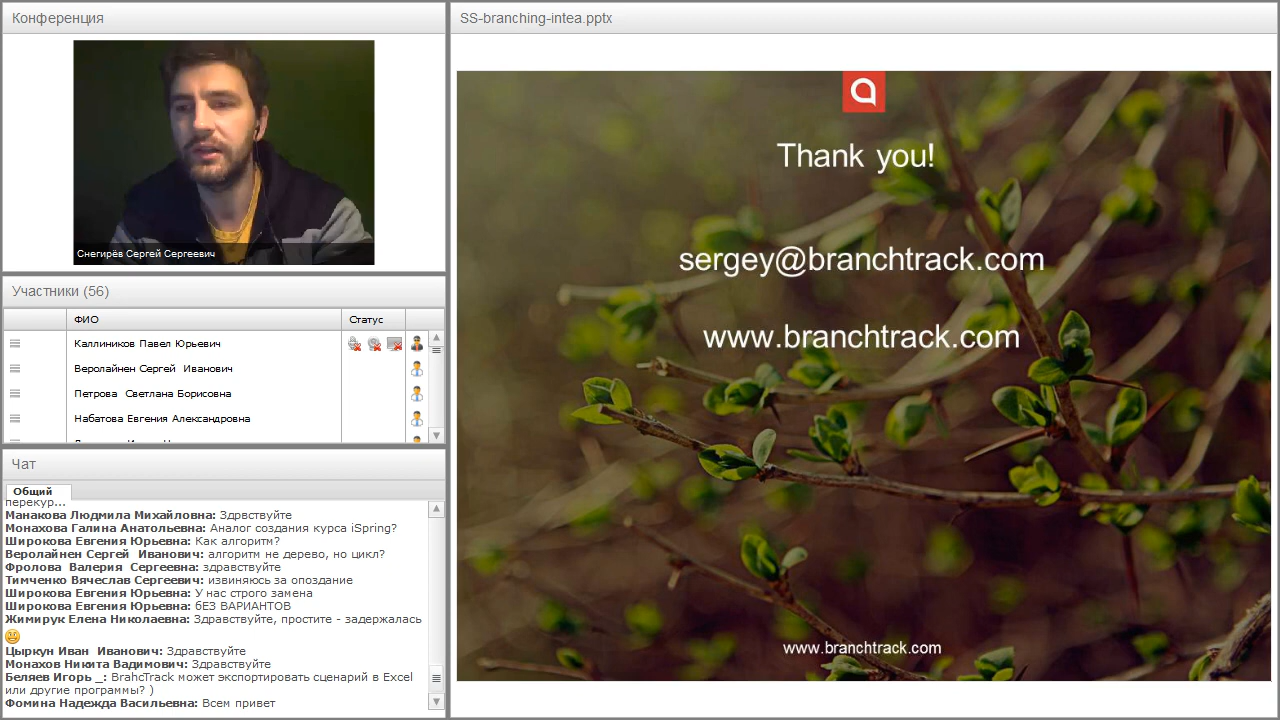 Конференция
Снегирёв Сергей Сергеевич
Участники (56)
ФИО
Статус
Каллиников Павел Юрьевич
Веролайнен Сергей Иванович
Петрова Светлана Борисовна
Набатова Евгения Александровна
Чат
Общий
перекур...
Манакова Людмила Михайловна: Здрвствуйте
Монахова Галина Анатольевна: Аналог создания курса iSpring?
Широкова Евгения Юрьевна: Как алгоритм?
Веролайнен Сергей Иванович: алгоритм не дерево, но цикл?
Фролова Валерия Сергеевна: здравствуйте
Тимченко Вячеслав Сергеевич: извиняюсь за опоздание
Широкова Евгения Юрьевна: У нас строго замена
Широкова Евгения Юрьевна: бЕЗ ВАРИАНТОВ
Жимирук Елена Николаевна: Здравствуйте, простите - задержалась
Цыркун Иван Иванович: Здравствуйте
Монахов Никита Вадимович: Здравствуйте
Беляев Игорь _: BrahcTrack может экспортировать сценарий в Excel
или другие программы? )
Фомина Надежда Васильевна: Всем привет
SS-branching-intea.pptx
Thank you!
sergey@branchtrack.com
www.branchtrack.com
www.branchtrack.com